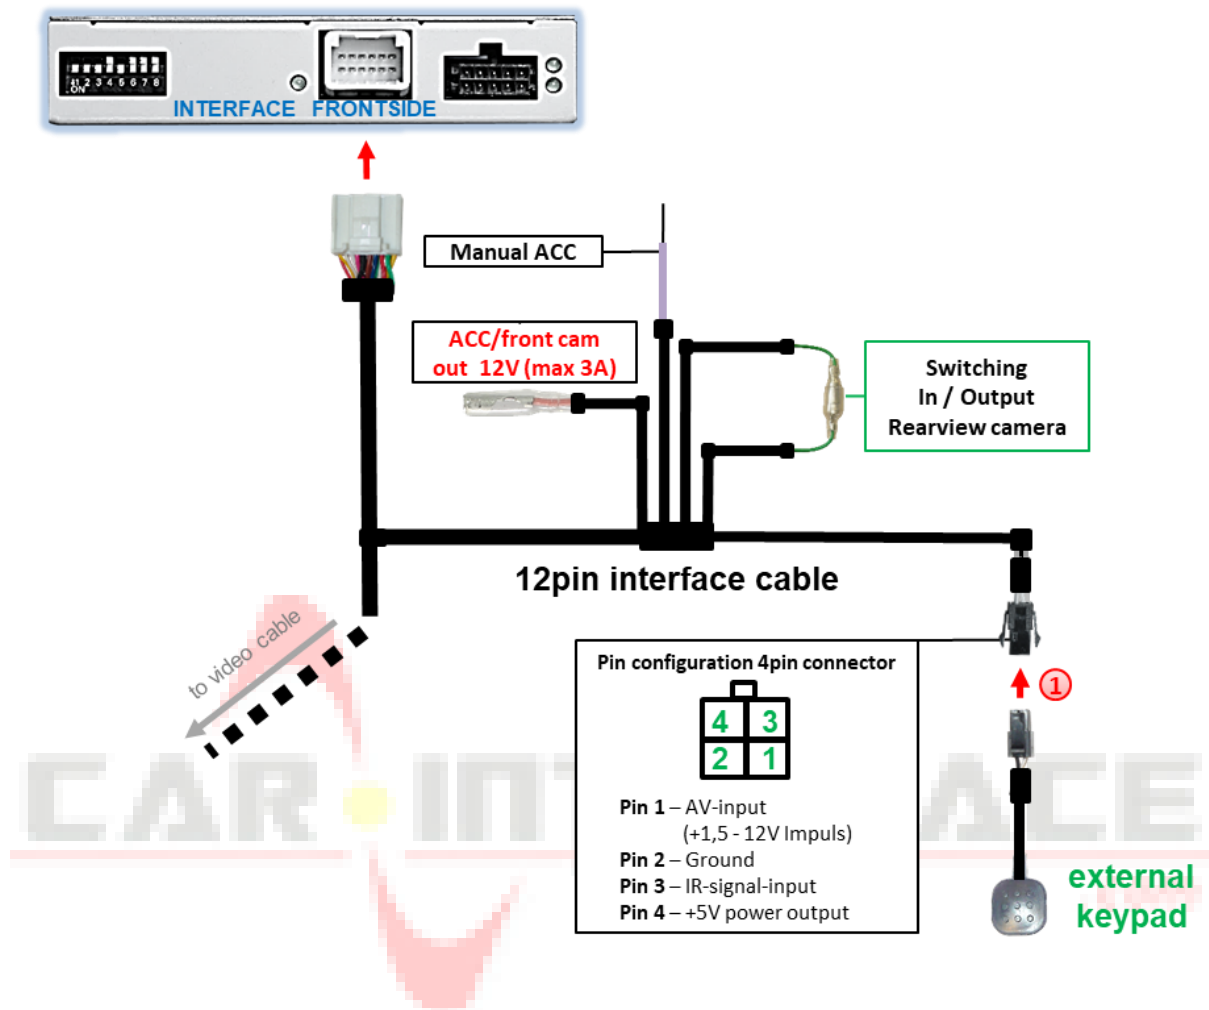 1 2 3 4 5 6 7 8
ON
INTERFACE FRONTSIDE
Manual ACC
ACC/front cam
out 12V (max 3A)
Switching
In / Output
Rearview camera
12pin interface cable
to video cable
Pin configuration 4pin connector
4 3
2 1
Pin 1 – AV-input
(+1,5 - 12V Impuls)
Pin 2 – Ground
Pin 3 – IR-signal-input
Pin 4 – +5V power output
1
external
keypad
CAR INT ACE